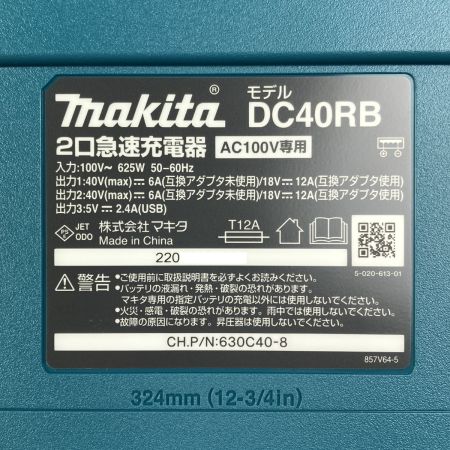 makita® モデル DC40RB
2口急速充電器 AC100V専用
入力:100V~ 625W 50-60Hz
出力1:40V(max)⎓ 6A(互換アダプタ未使用)/18V⎓ 12A(互換アダプタ使用)
出力2:40V(max)⎓ 6A(互換アダプタ未使用)/18V⎓ 12A(互換アダプタ使用)
出力3:5V⎓ 2.4A(USB)
PS E JET ODO 株式会社マキタ T12A
Made in China
220
5-020-613-01
⚠警告 •ご使用前に取扱説明書を必ずよくお読みください。
•バッテリの液漏れ・発熱・破裂の恐れがあります。
マキタ専用の指定バッテリの充電以外には使用しないでください。
•火災・感電・破裂の恐れがあります。雨中では使用しないでください。
•故障の原因になります。昇圧器は使用しないでください。
CH.P/N:630C40-8
857V64-5
324mm (12-3/4in)